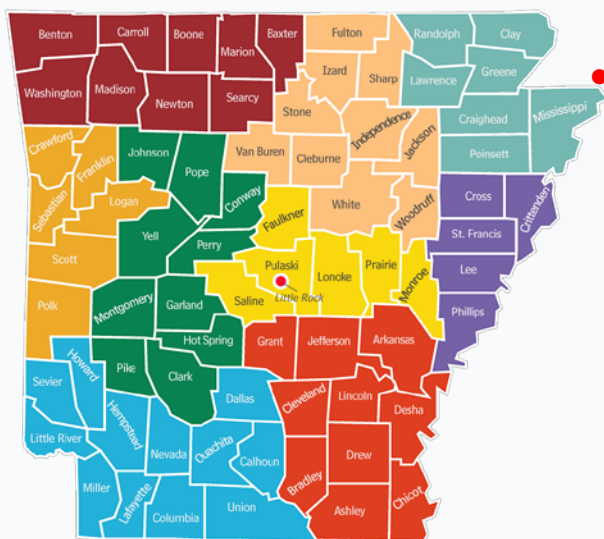 Benton
Carroll
Boone
Marion
Baxter
Fulton
Randolph
Clay
Washington
Madison
Newton
Searcy
Izard
Sharp
Lawrence
Greene
Stone
Independence
Jackson
Craighead
Mississippi
Poinsett
Crawford
Franklin
Johnson
Pope
Van Buren
Cleburne
Sebastian
Logan
Conway
Faulkner
White
Woodruff
Cross
Crittenden
Yell
Perry
St. Francis
Scott
Pulaski
Lonoke
Prairie
Monroe
Lee
Little Rock
Polk
Montgomery
Garland
Saline
Phillips
Hot Spring
Grant
Jefferson
Arkansas
Howard
Pike
Clark
Sevier
Dallas
Cleveland
Lincoln
Desha
Hempstead
Little River
Nevada
Ouachita
Calhoun
Bradley
Drew
Miller
Lafayette
Columbia
Union
Ashley
Chicot